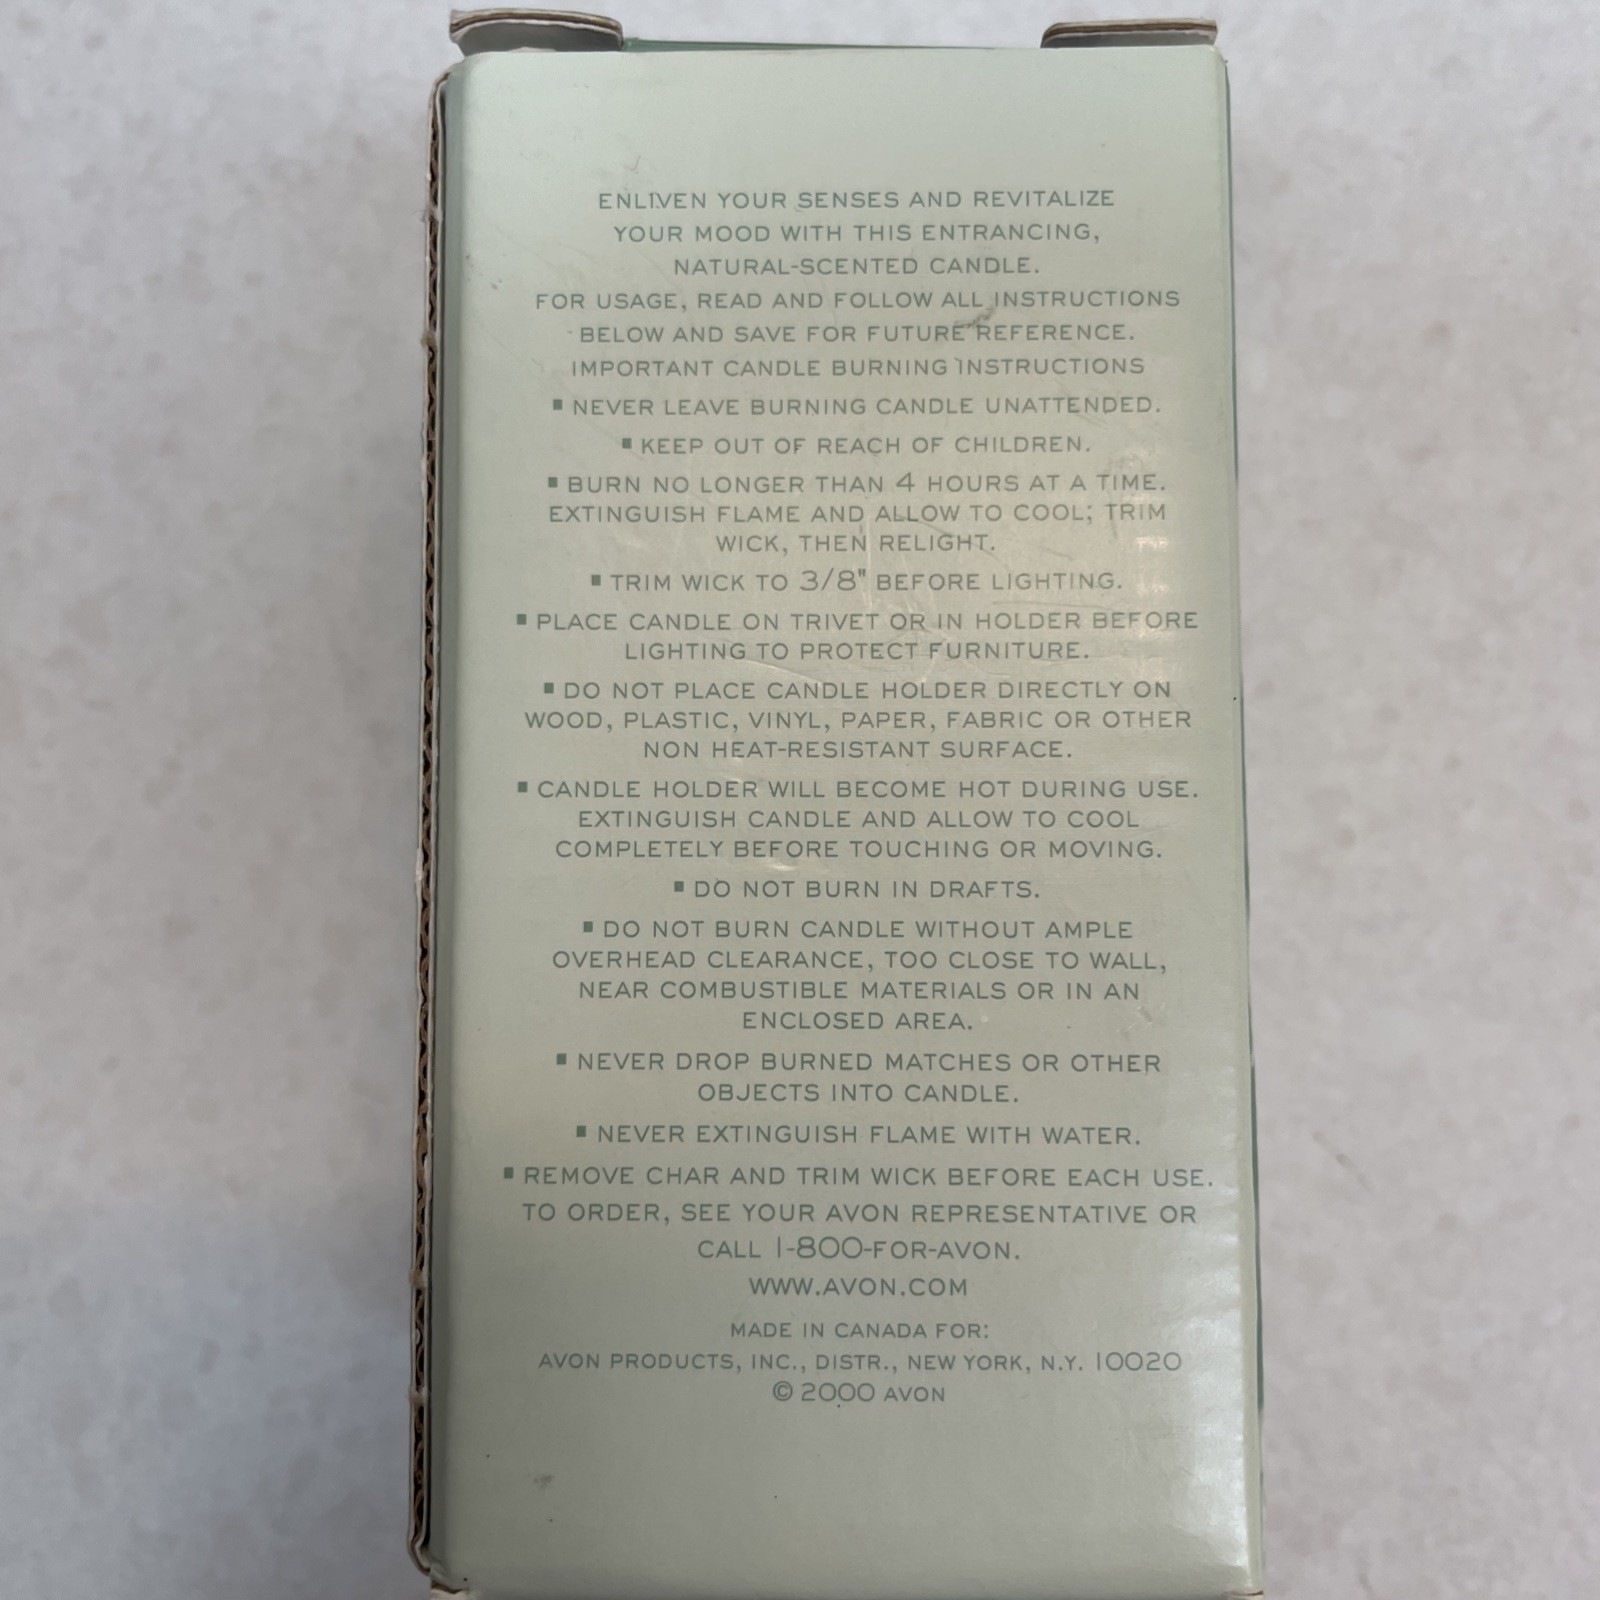 ENLIVEN YOUR SENSES AND REVITALIZE
YOUR MOOD WITH THIS ENTRANCING,
NATURAL-SCENTED CANDLE.
FOR USAGE, READ AND FOLLOW ALL INSTRUCTIONS
BELOW AND SAVE FOR FUTURE REFERENCE.
IMPORTANT CANDLE BURNING INSTRUCTIONS
▪ NEVER LEAVE BURNING CANDLE UNATTENDED.
▪ KEEP OUT OF REACH OF CHILDREN.
▪ BURN NO LONGER THAN 4 HOURS AT A TIME.
EXTINGUISH FLAME AND ALLOW TO COOL; TRIM
WICK, THEN RELIGHT.
▪ TRIM WICK TO 3/8" BEFORE LIGHTING.
▪ PLACE CANDLE ON TRIVET OR IN HOLDER BEFORE
LIGHTING TO PROTECT FURNITURE.
▪ DO NOT PLACE CANDLE HOLDER DIRECTLY ON
WOOD, PLASTIC, VINYL, PAPER, FABRIC OR OTHER
NON HEAT-RESISTANT SURFACE.
▪ CANDLE HOLDER WILL BECOME HOT DURING USE.
EXTINGUISH CANDLE AND ALLOW TO COOL
COMPLETELY BEFORE TOUCHING OR MOVING.
▪ DO NOT BURN IN DRAFTS.
▪ DO NOT BURN CANDLE WITHOUT AMPLE
OVERHEAD CLEARANCE, TOO CLOSE TO WALL,
NEAR COMBUSTIBLE MATERIALS OR IN AN
ENCLOSED AREA.
▪ NEVER DROP BURNED MATCHES OR OTHER
OBJECTS INTO CANDLE.
▪ NEVER EXTINGUISH FLAME WITH WATER.
▪ REMOVE CHAR AND TRIM WICK BEFORE EACH USE.
TO ORDER, SEE YOUR AVON REPRESENTATIVE OR
CALL 1-800-FOR-AVON.
WWW.AVON.COM
MADE IN CANADA FOR:
AVON PRODUCTS, INC., DISTR., NEW YORK, N.Y. 10020
© 2000 AVON